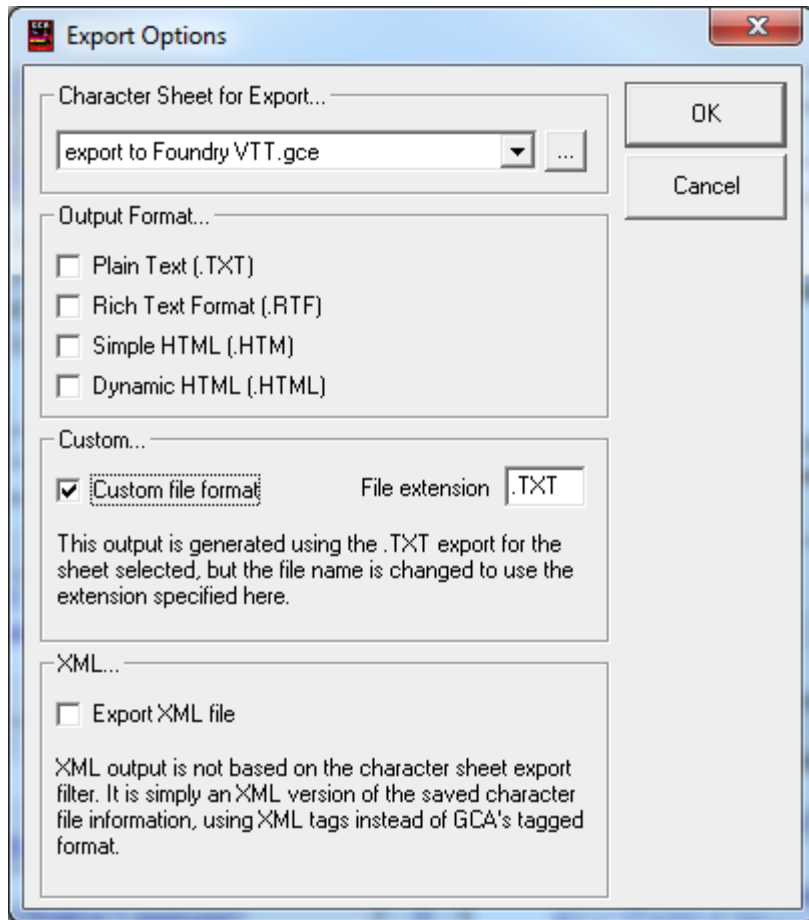 Export Options
Character Sheet for Export...
export to Foundry VTT.gce
...
OK
Cancel
Output Format...
Plain Text (.TXT)
Rich Text Format (.RTF)
Simple HTML (.HTM)
Dynamic HTML (.HTML)
Custom...
Custom file format File extension .TXT
This output is generated using the .TXT export for the
sheet selected, but the file name is changed to use the
extension specified here.
XML...
Export XML file
XML output is not based on the character sheet export
filter. It is simply an XML version of the saved character
file information, using XML tags instead of GCA's tagged
format.